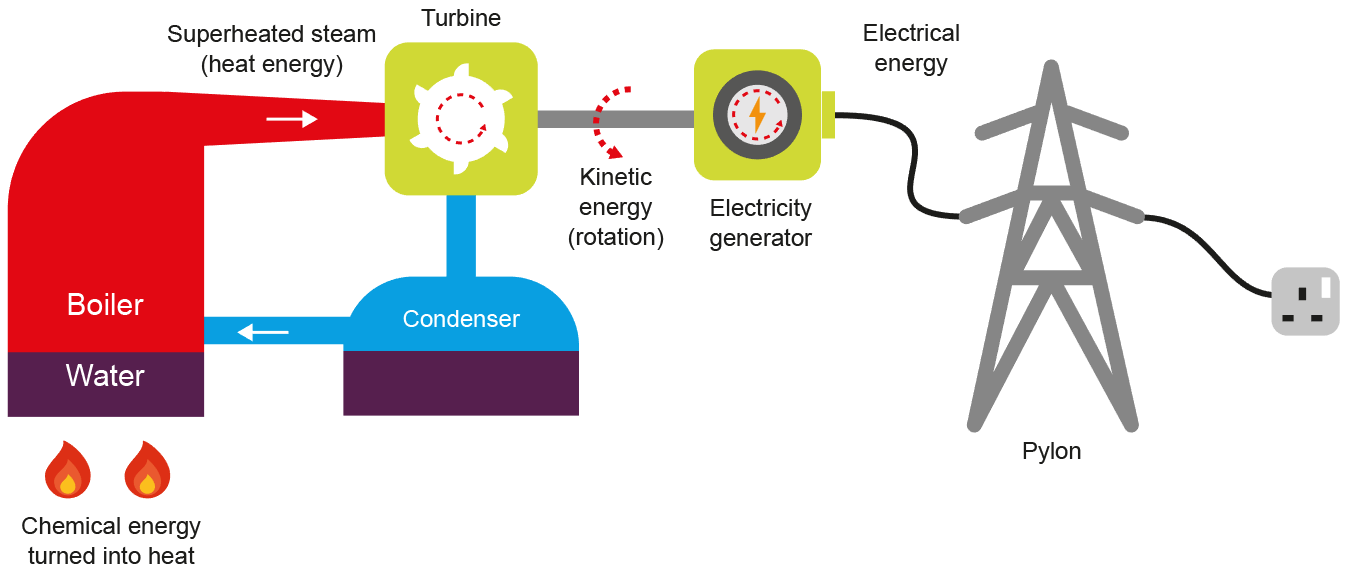 Turbine
Superheated steam
(heat energy)
Electrical
energy
Kinetic
energy
(rotation)
Electricity
generator
Boiler
Condenser
Water
Pylon
Chemical energy
turned into heat